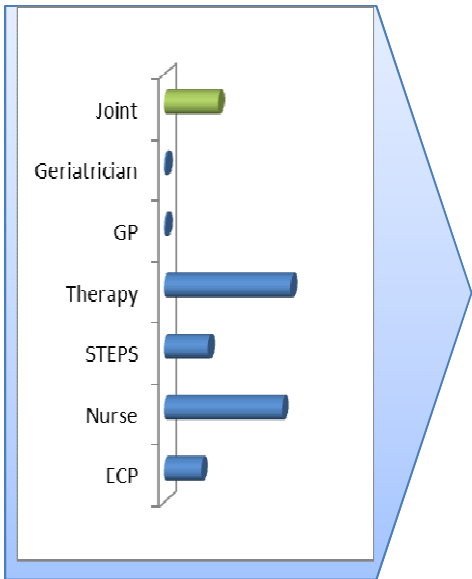 Joint
Geriatrician
GP
Therapy
STEPS
Nurse
ECP